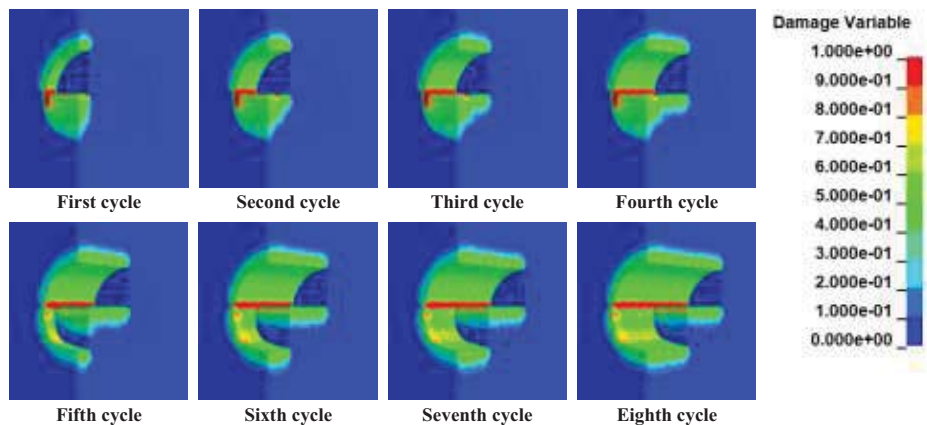 Damage Variable
1.000e+00
9.000e-01
8.000e-01
7.000e-01
6.000e-01
5.000e-01
4.000e-01
3.000e-01
2.000e-01
1.000e-01
0.000e+00
First cycle
Second cycle
Third cycle
Fourth cycle
Fifth cycle
Sixth cycle
Seventh cycle
Eighth cycle